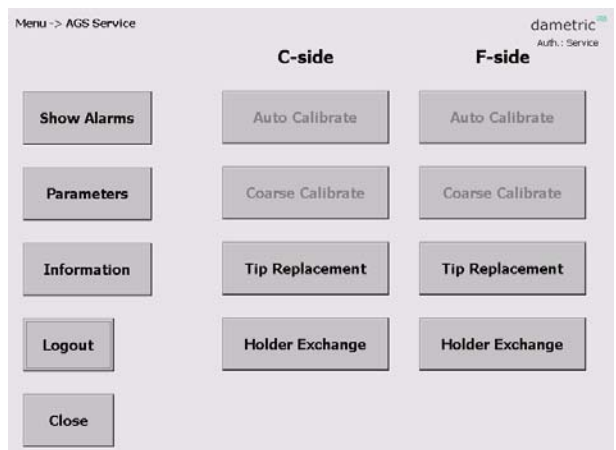 Menu -> AGS Service
dametric
Auth.: Service
C-side F-side
Show Alarms Auto Calibrate Auto Calibrate
Parameters Coarse Calibrate Coarse Calibrate
Information Tip Replacement Tip Replacement
Logout Holder Exchange Holder Exchange
Close